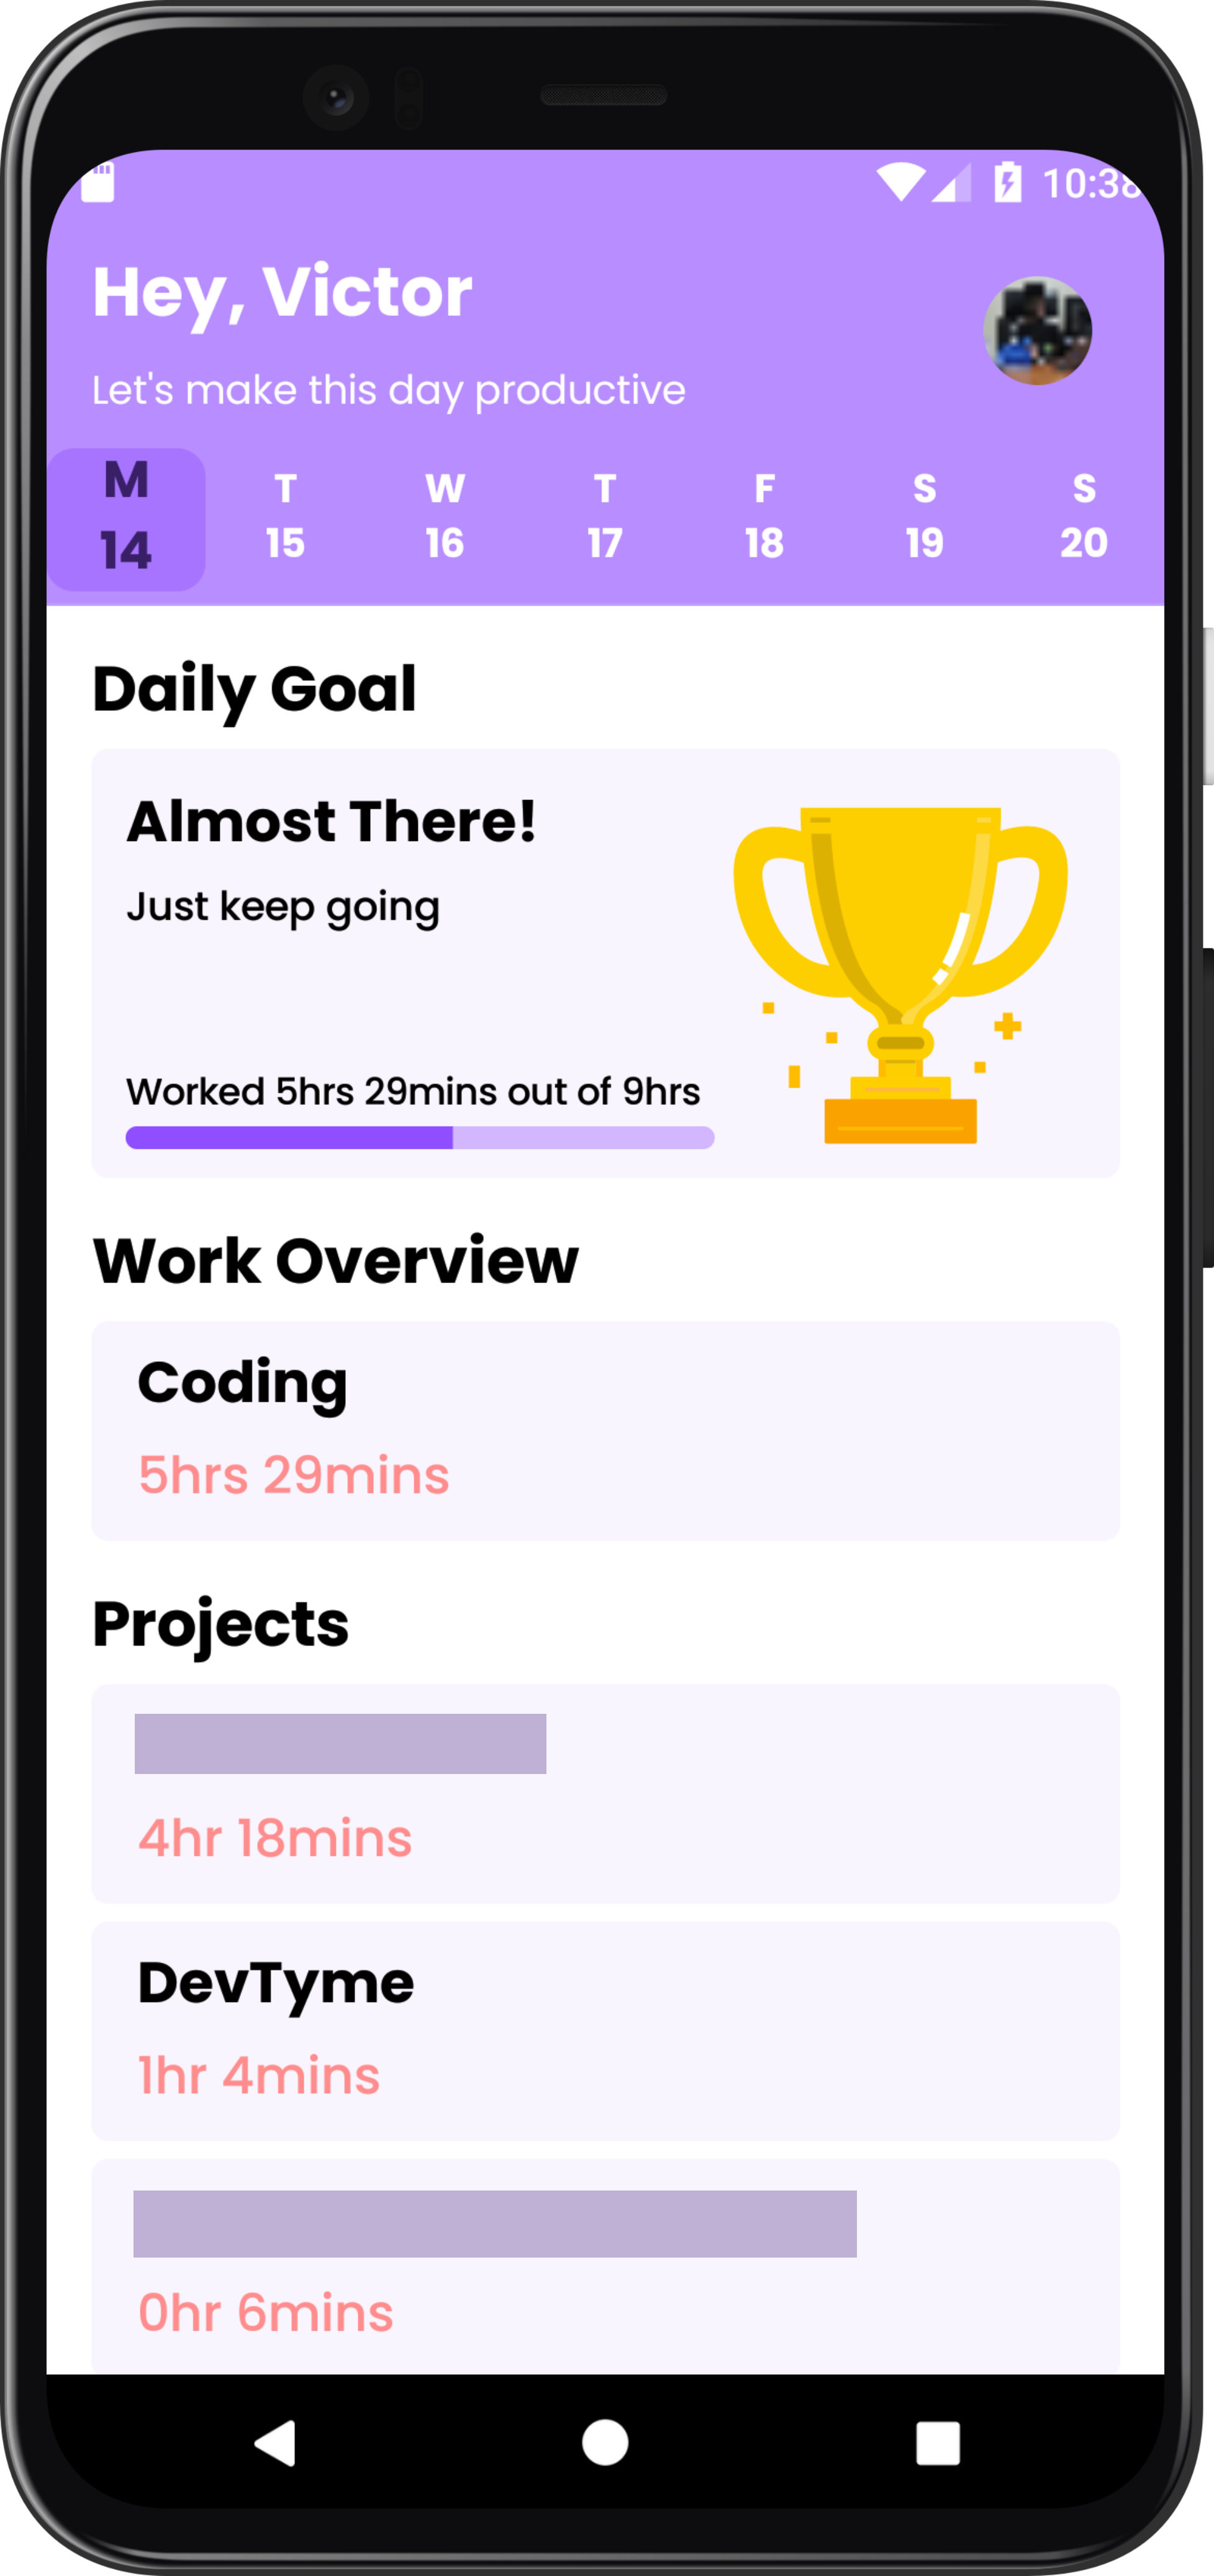 10:38
Hey, Victor
Let's make this day productive
M T W T F S S
14 15 16 17 18 19 20
Daily Goal
Almost There!
Just keep going
Worked 5hrs 29mins out of 9hrs
Work Overview
Coding
5hrs 29mins
Projects
4hr 18mins
DevTyme
1hr 4mins
0hr 6mins